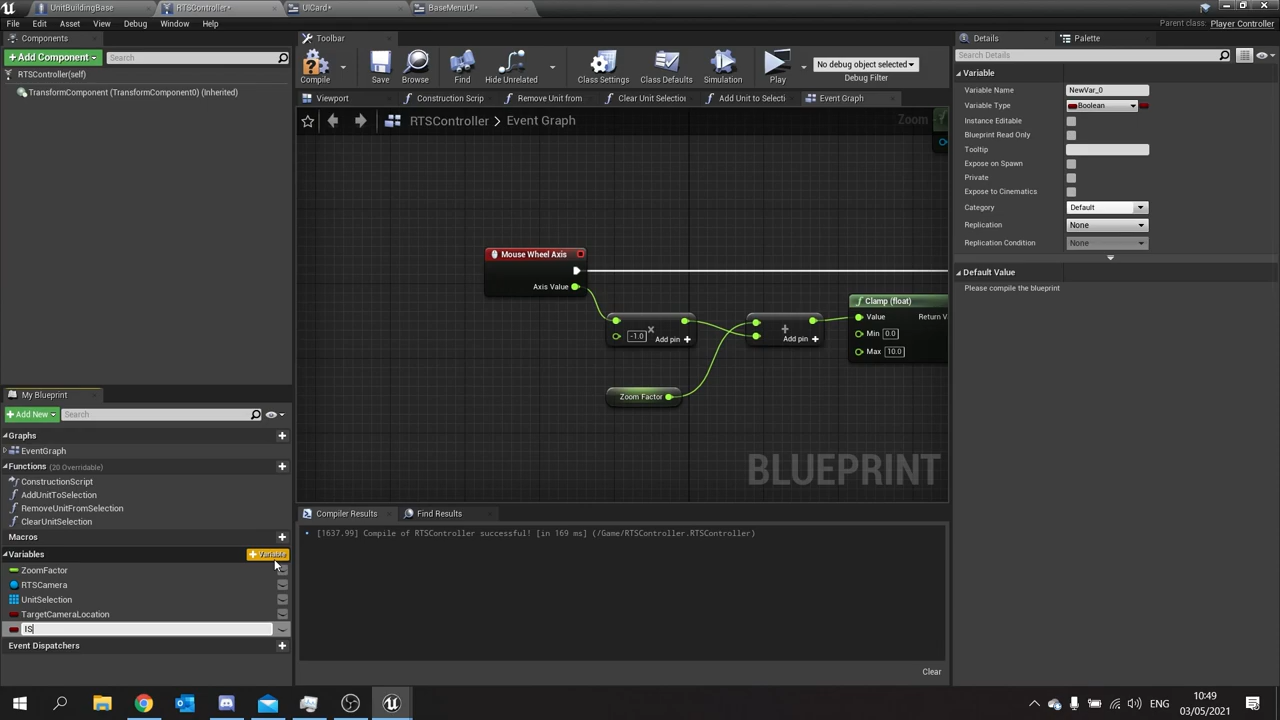 UnitBuildingBase
RTSController*
UICard*
BaseMenuUI*
File Edit Asset View Debug Window Help
Parent class: Player Controller
Components
Toolbar
Details
Palette
+ Add Component
Search
Search Details
RTSController(self)
TransformComponent (TransformComponent0) (Inherited)
Compile
Save
Browse
Find
Hide Unrelated
Class Settings
Class Defaults
Simulation
Play
No debug object selected
Debug Filter
Variable
Variable Name NewVar_0
Variable Type Boolean
Instance Editable
Blueprint Read Only
Tooltip
Expose on Spawn
Private
Expose to Cinematics
Category Default
Replication None
Replication Condition None
Default Value
Please compile the blueprint
Viewport
Construction Scrip
Remove Unit from
Clear Unit Selection
Add Unit to Selecti
Event Graph
RTSController > Event Graph
Zoom
Mouse Wheel Axis
Axis Value
-1.0
x
Add pin +
+
Add pin +
Clamp (float)
Value
Return V
Min 0.0
Max 10.0
Zoom Factor
BLUEPRINT
My Blueprint
+ Add New
Search
Graphs
EventGraph
Functions (20 Overridable)
ConstructionScript
AddUnitToSelection
RemoveUnitFromSelection
ClearUnitSelection
Macros
Variables
+ Variable
ZoomFactor
RTSCamera
UnitSelection
TargetCameraLocation
IS
Event Dispatchers
Compiler Results
Find Results
[1637.99] Compile of RTSController successful! [in 169 ms] (/Game/RTSController.RTSController)
Clear
ENG
10:49
03/05/2021